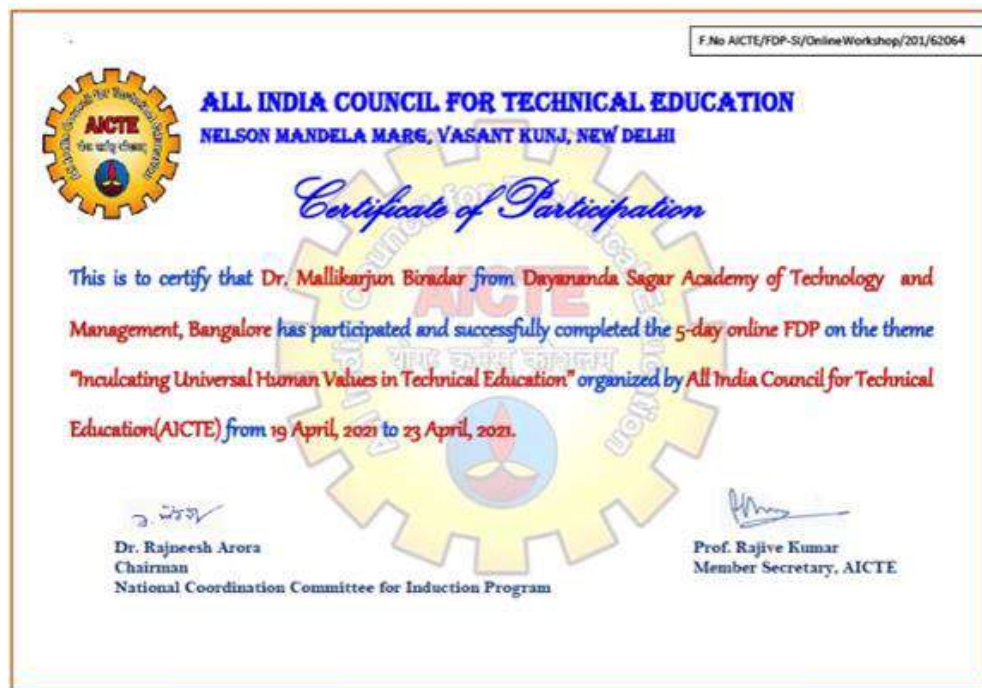 F.No AICTE/FDP-SI/OnlineWorkshop/201/62064
AICTE
ALL INDIA COUNCIL FOR TECHNICAL EDUCATION
NELSON MANDELA MARG, VASANT KUNJ, NEW DELHI
Certificate of Participation
This is to certify that Dr. Mallikarjun Biradar from Dayananda Sagar Academy of Technology and
Management, Bangalore has participated and successfully completed the 5-day online FDP on the theme
"Inculcating Universal Human Values in Technical Education" organized by All India Council for Technical
Education(AICTE) from 19 April, 2021 to 23 April, 2021.
Dr. Rajneesh Arora
Chairman
National Coordination Committee for Induction Program
Prof. Rajive Kumar
Member Secretary, AICTE